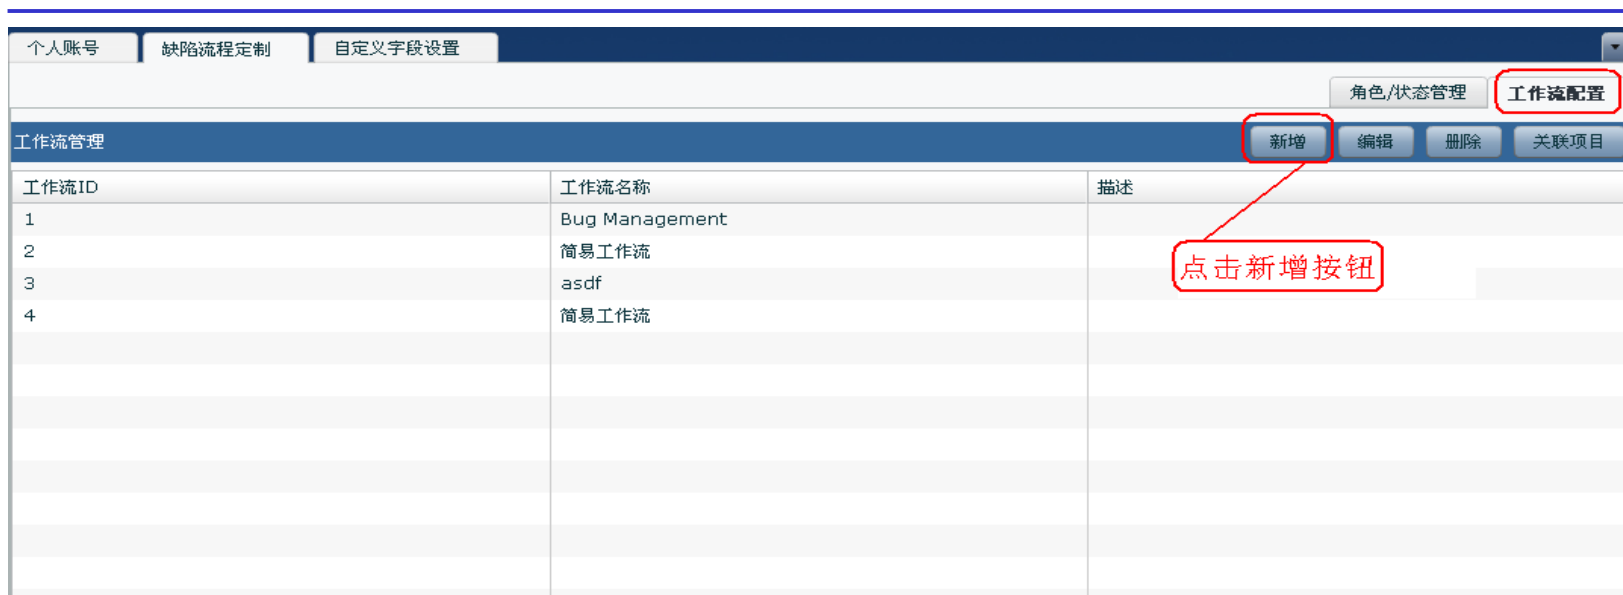 个人账号 缺陷流程定制 自定义字段设置
角色/状态管理 工作流配置
工作流管理 新增 编辑 删除 关联项目
工作流ID 工作流名称 描述
1 Bug Management
2 简易工作流
点击新增按钮
3 asdf
4 简易工作流